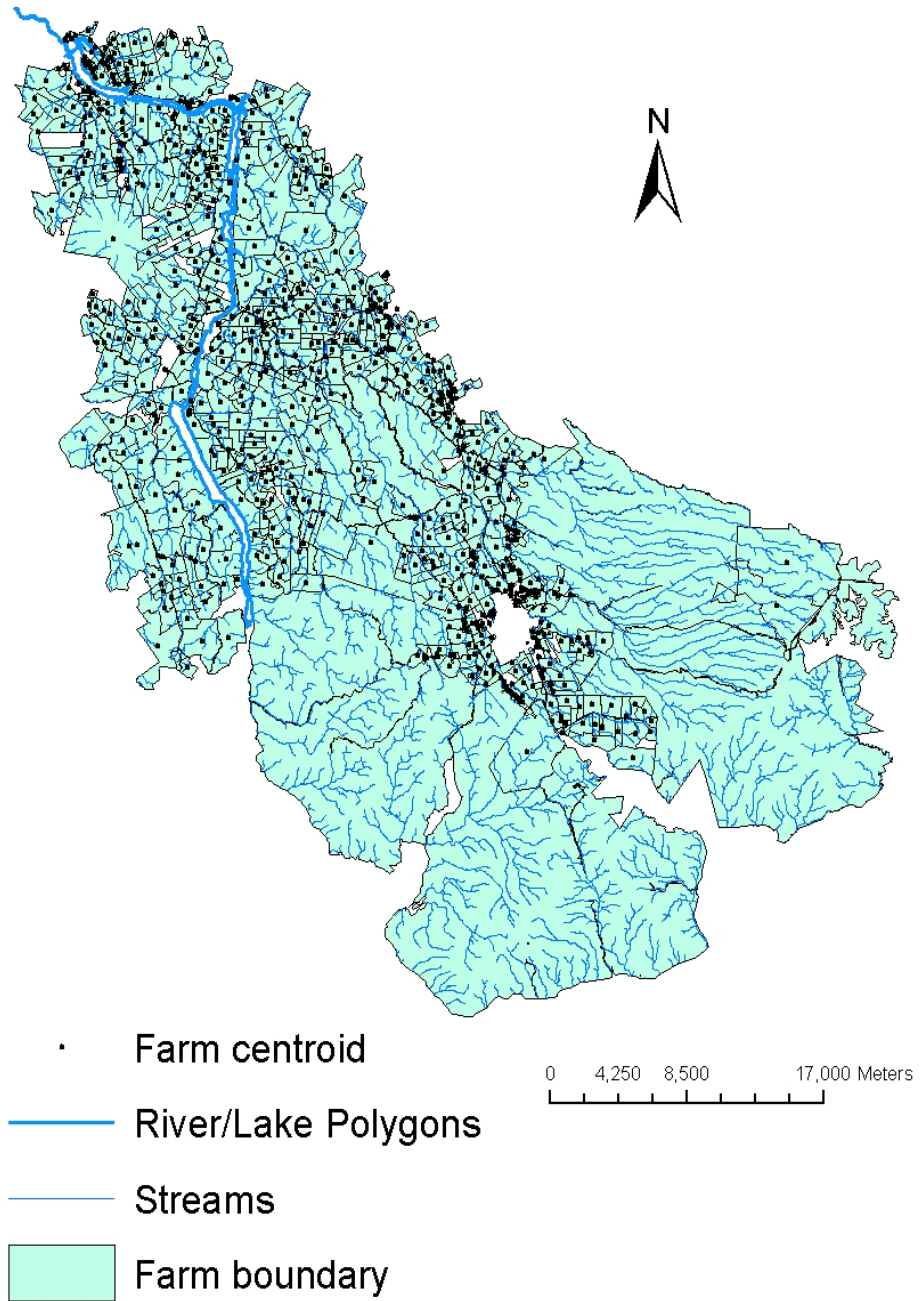 N
Farm centroid
0 4,250 8,500 17,000 Meters
River/Lake Polygons
Streams
Farm boundary